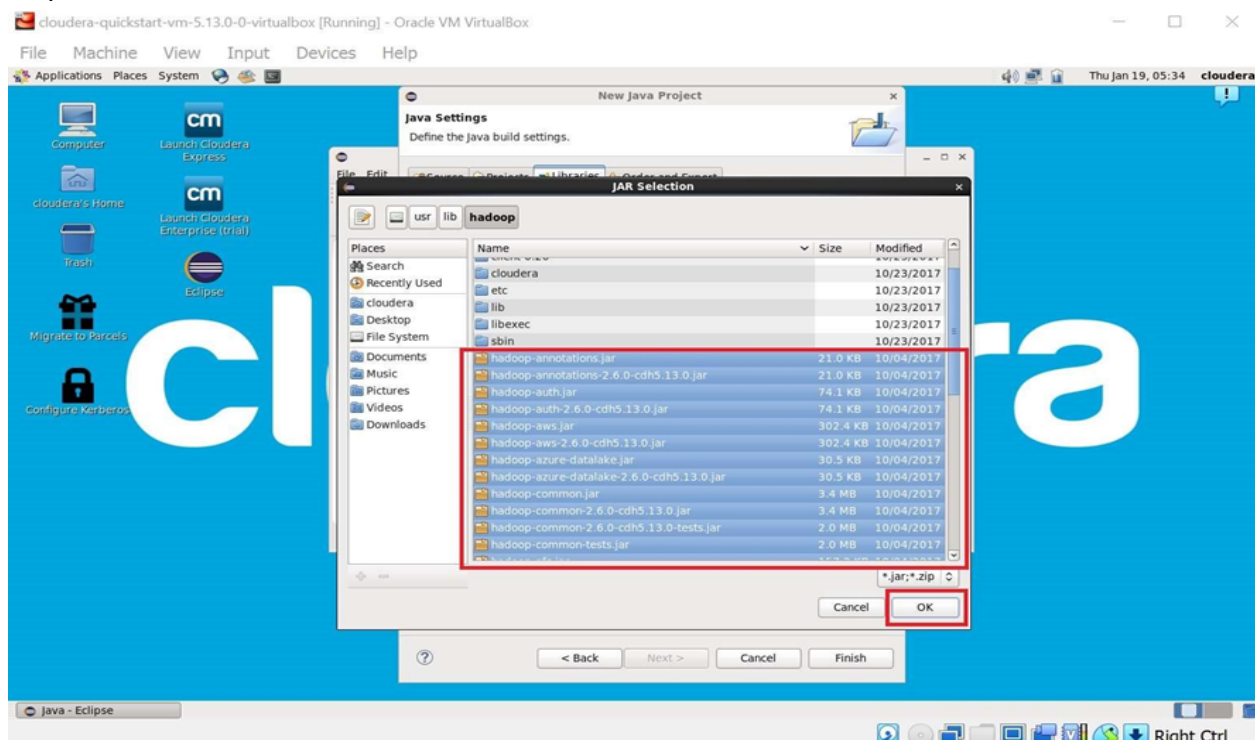 cloudera-quickstart-vm-5.13.0-0-virtualbox [Running] - Oracle VM VirtualBox
File Machine View Input Devices Help
Applications Places System Thu Jan 19, 05:34 cloudera
New Java Project
Java Settings
Define the Java build settings.
Computer
cm
Launch Cloudera Express
File Edit
Source Projects Libraries Order and Export
JAR Selection
cloudera's Home
cm
Launch Cloudera Enterprise (trial)
usr lib hadoop
Trash
Eclipse
Migrate to Parcels
Configure Kerberos
Places
Search
Recently Used
cloudera
Desktop
File System
Documents
Music
Pictures
Videos
Downloads
Name Size Modified
cloudera 10/23/2017
etc 10/23/2017
lib 10/23/2017
libexec 10/23/2017
sbin 10/23/2017
hadoop-annotations.jar 21.0 KB 10/04/2017
hadoop-annotations-2.6.0-cdh5.13.0.jar 21.0 KB 10/04/2017
hadoop-auth.jar 74.1 KB 10/04/2017
hadoop-auth-2.6.0-cdh5.13.0.jar 74.1 KB 10/04/2017
hadoop-aws.jar 302.4 KB 10/04/2017
hadoop-aws-2.6.0-cdh5.13.0.jar 302.4 KB 10/04/2017
hadoop-azure-datalake.jar 30.5 KB 10/04/2017
hadoop-azure-datalake-2.6.0-cdh5.13.0.jar 30.5 KB 10/04/2017
hadoop-common.jar 3.4 MB 10/04/2017
hadoop-common-2.6.0-cdh5.13.0.jar 3.4 MB 10/04/2017
hadoop-common-2.6.0-cdh5.13.0-tests.jar 2.0 MB 10/04/2017
hadoop-common-tests.jar 2.0 MB 10/04/2017
*.jar;*.zip
Cancel OK
< Back Next > Cancel Finish
Java - Eclipse
Right Ctrl